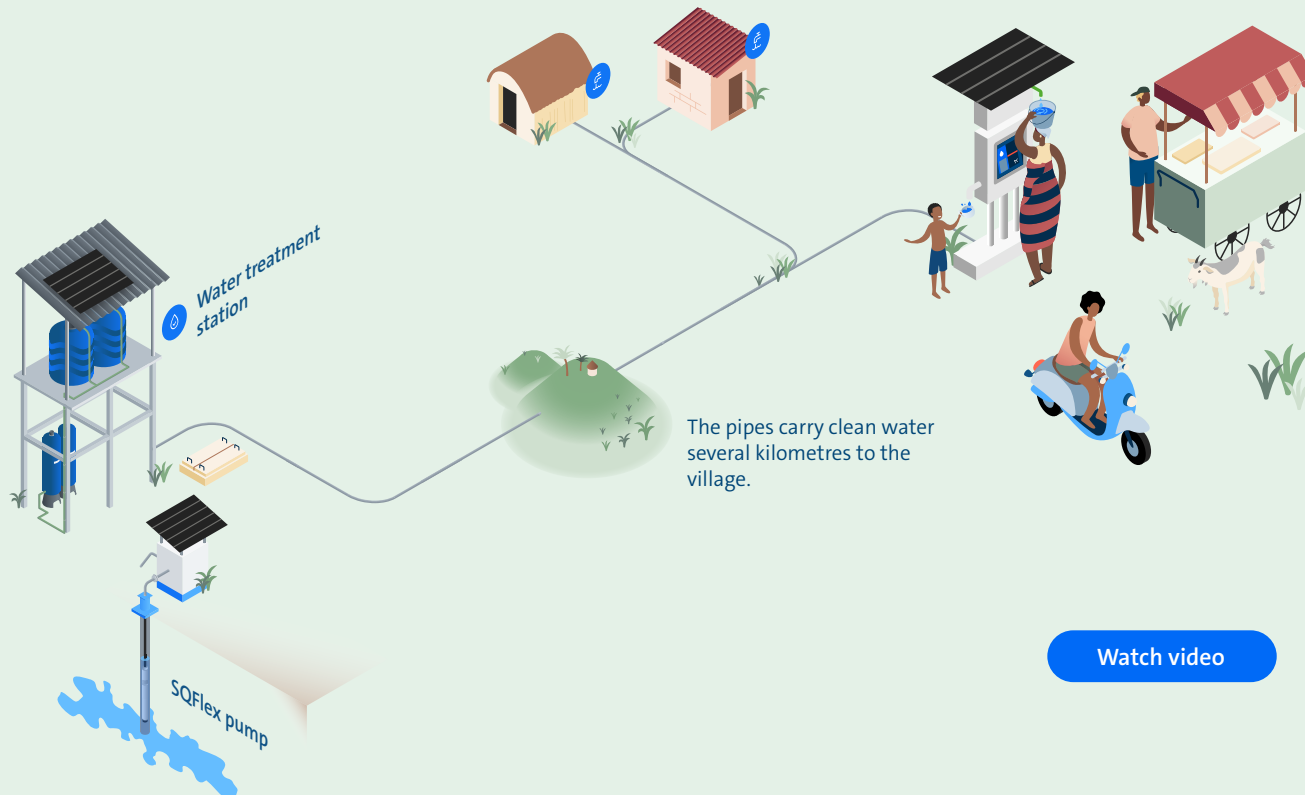 Water treatment
station
The pipes carry clean water
several kilometres to the
village.
Watch video
SQFlex pump